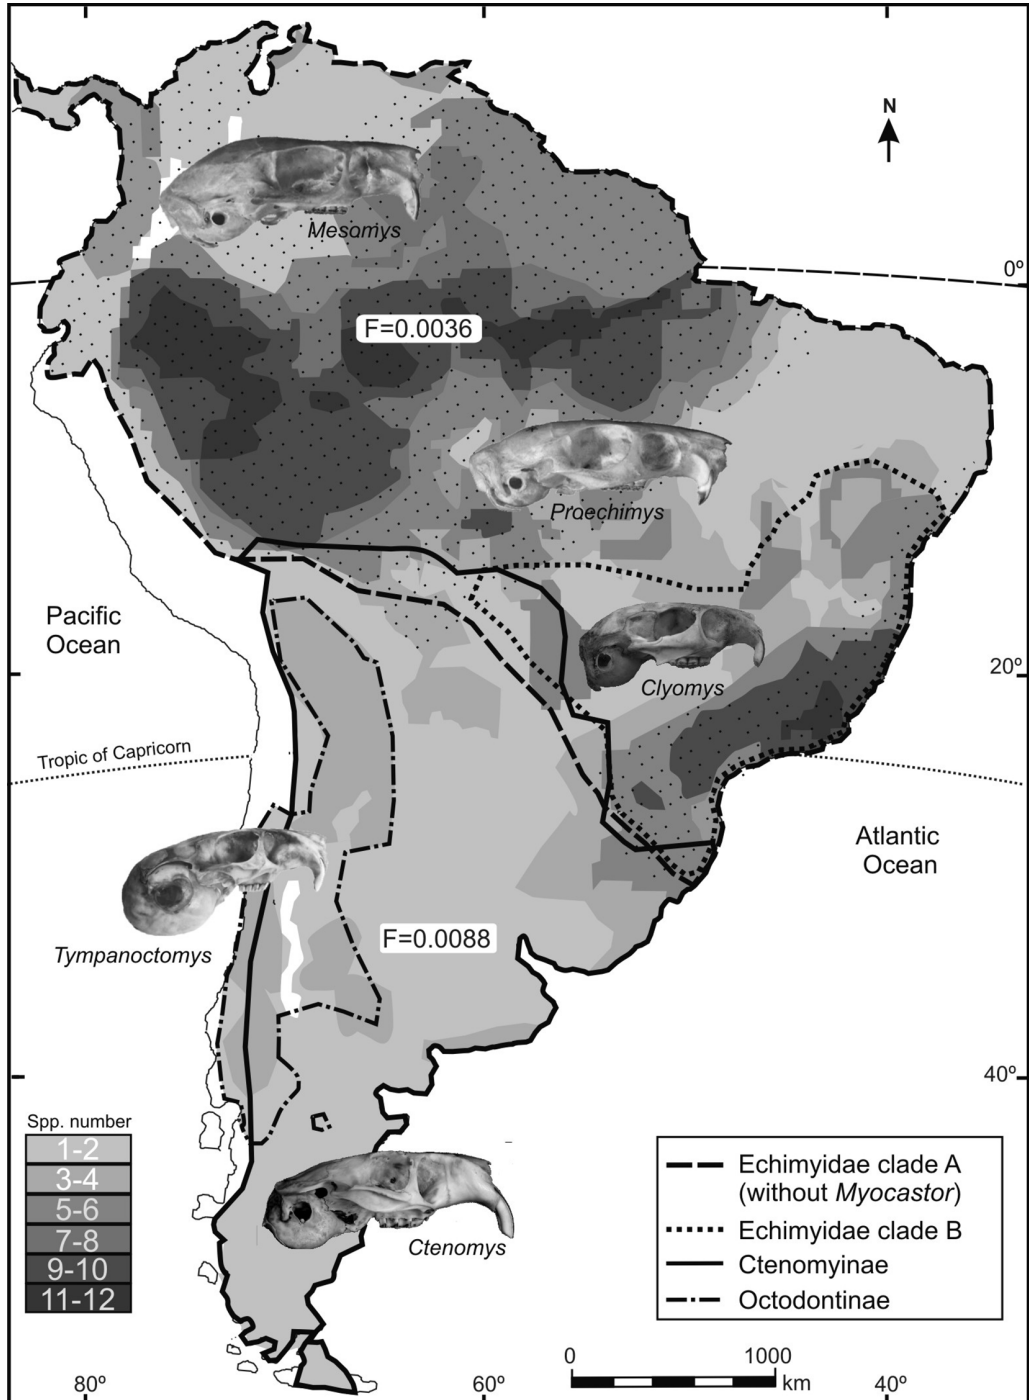 N
Mesomys
0º
F=0.0036
Proechimys
Pacific
Ocean
Clyomys
20º
Tropic of Capricorn
Atlantic
Ocean
Tympanoctomys
F=0.0088
40º
Spp. number
1-2
3-4
5-6
7-8
9-10
11-12
Echimyidae clade A
(without Myocastor)
Echimyidae clade B
Ctenomyinae
Octodontinae
Ctenomys
0
1000
km
80º
60º
40º